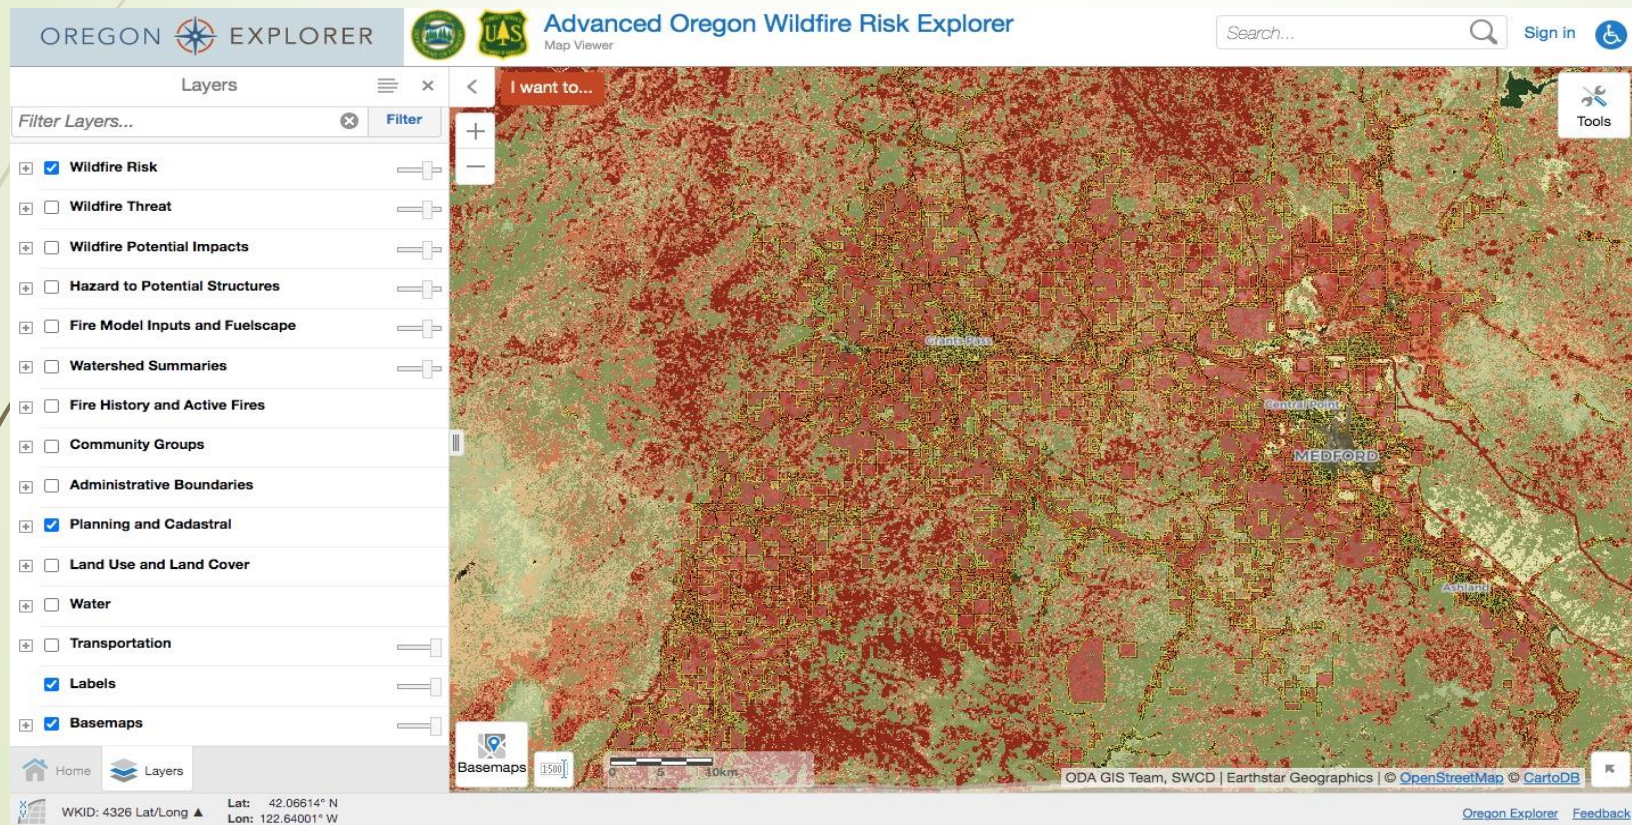 OREGON EXPLORER
UAS
Advanced Oregon Wildfire Risk Explorer
Map Viewer
Search...
Sign in
Layers
I want to...
Filter Layers...
Filter
Tools
Wildfire Risk
Wildfire Threat
Wildfire Potential Impacts
Hazard to Potential Structures
Fire Model Inputs and Fuelscape
Watershed Summaries
Fire History and Active Fires
Community Groups
Administrative Boundaries
Planning and Cadastral
Land Use and Land Cover
Water
Transportation
Labels
Basemaps
Grants Pass
Central Point
MEDFORD
Ashland
Basemaps
1:500
0 5 10km
ODA GIS Team, SWCD | Earthstar Geographics | © OpenStreetMap © CartoDB
Home
Layers
WKID: 4326 Lat/Long ▲
Lat: 42.06614° N
Lon: 122.64001° W
Oregon Explorer Feedback